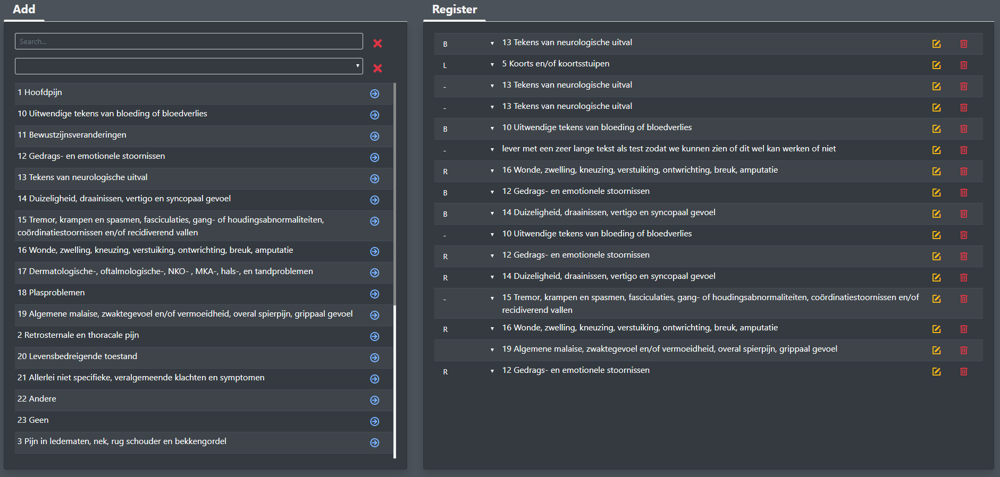 Add
Search...
1 Hoofdpijn
10 Uitwendige tekens van bloeding of bloedverlies
11 Bewustzijnsveranderingen
12 Gedrags- en emotionele stoornissen
13 Tekens van neurologische uitval
14 Duizeligheid, draainissen, vertigo en syncopaal gevoel
15 Tremor, krampen en spasmen, fasciculaties, gang- of houdingsabnormaliteiten,
coördinatiestoornissen en/of recidiverend vallen
16 Wonde, zwelling, kneuzing, verstuiking, ontwrichting, breuk, amputatie
17 Dermatologische-, oftalmologische-, NKO- , MKA-, hals-, en tandproblemen
18 Plasproblemen
19 Algemene malaise, zwaktegevoel en/of vermoeidheid, overal spierpijn, grippaal gevoel
2 Retrosternale en thoracale pijn
20 Levensbedreigende toestand
21 Allerlei niet specifieke, veralgemeende klachten en symptomen
22 Andere
23 Geen
3 Pijn in ledematen, nek, rug schouder en bekkengordel
Register
B 13 Tekens van neurologische uitval
L 5 Koorts en/of koortsstuipen
- 13 Tekens van neurologische uitval
- 13 Tekens van neurologische uitval
B 10 Uitwendige tekens van bloeding of bloedverlies
- lever met een zeer lange tekst als test zodat we kunnen zien of dit wel kan werken of niet
R 16 Wonde, zwelling, kneuzing, verstuiking, ontwrichting, breuk, amputatie
B 12 Gedrags- en emotionele stoornissen
B 14 Duizeligheid, draainissen, vertigo en syncopaal gevoel
- 10 Uitwendige tekens van bloeding of bloedverlies
R 12 Gedrags- en emotionele stoornissen
R 14 Duizeligheid, draainissen, vertigo en syncopaal gevoel
- 15 Tremor, krampen en spasmen, fasciculaties, gang- of houdingsabnormaliteiten, coördinatiestoornissen en/of
recidiverend vallen
R 16 Wonde, zwelling, kneuzing, verstuiking, ontwrichting, breuk, amputatie
19 Algemene malaise, zwaktegevoel en/of vermoeidheid, overal spierpijn, grippaal gevoel
R 12 Gedrags- en emotionele stoornissen